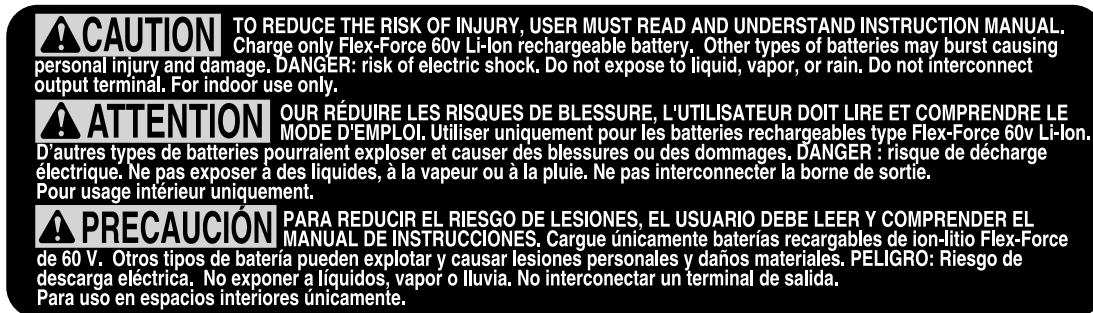 CAUTION TO REDUCE THE RISK OF INJURY, USER MUST READ AND UNDERSTAND INSTRUCTION MANUAL.
Charge only Flex-Force 60v Li-Ion rechargeable battery. Other types of batteries may burst causing
personal injury and damage. DANGER: risk of electric shock. Do not expose to liquid, vapor, or rain. Do not interconnect
output terminal. For indoor use only.
ATTENTION OUR RÉDUIRE LES RISQUES DE BLESSURE, L'UTILISATEUR DOIT LIRE ET COMPRENDRE LE
MODE D'EMPLOI. Utiliser uniquement pour les batteries rechargeables type Flex-Force 60v Li-Ion.
D'autres types de batteries pourraient exploser et causer des blessures ou des dommages. DANGER : risque de décharge
électrique. Ne pas exposer à des liquides, à la vapeur ou à la pluie. Ne pas interconnecter la borne de sortie.
Pour usage intérieur uniquement.
PRECAUCIÓN PARA REDUCIR EL RIESGO DE LESIONES, EL USUARIO DEBE LEER Y COMPRENDER EL
MANUAL DE INSTRUCCIONES. Cargue únicamente baterías recargables de ion-litio Flex-Force
de 60 V. Otros tipos de batería pueden explotar y causar lesiones personales y daños materiales. PELIGRO: Riesgo de
descarga eléctrica. No exponer a líquidos, vapor o lluvia. No interconectar un terminal de salida.
Para uso en espacios interiores únicamente.